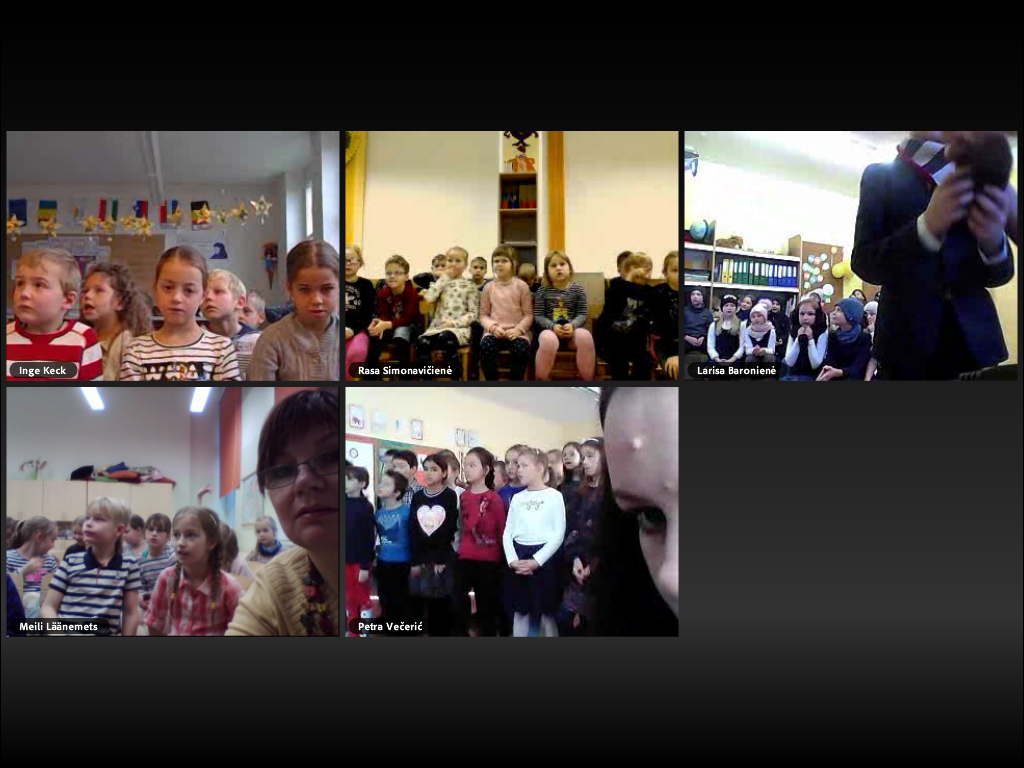 Inge Keck
Rasa Simonavičienė
Larisa Baronienė
Meili Läänemets
Petra Večerić